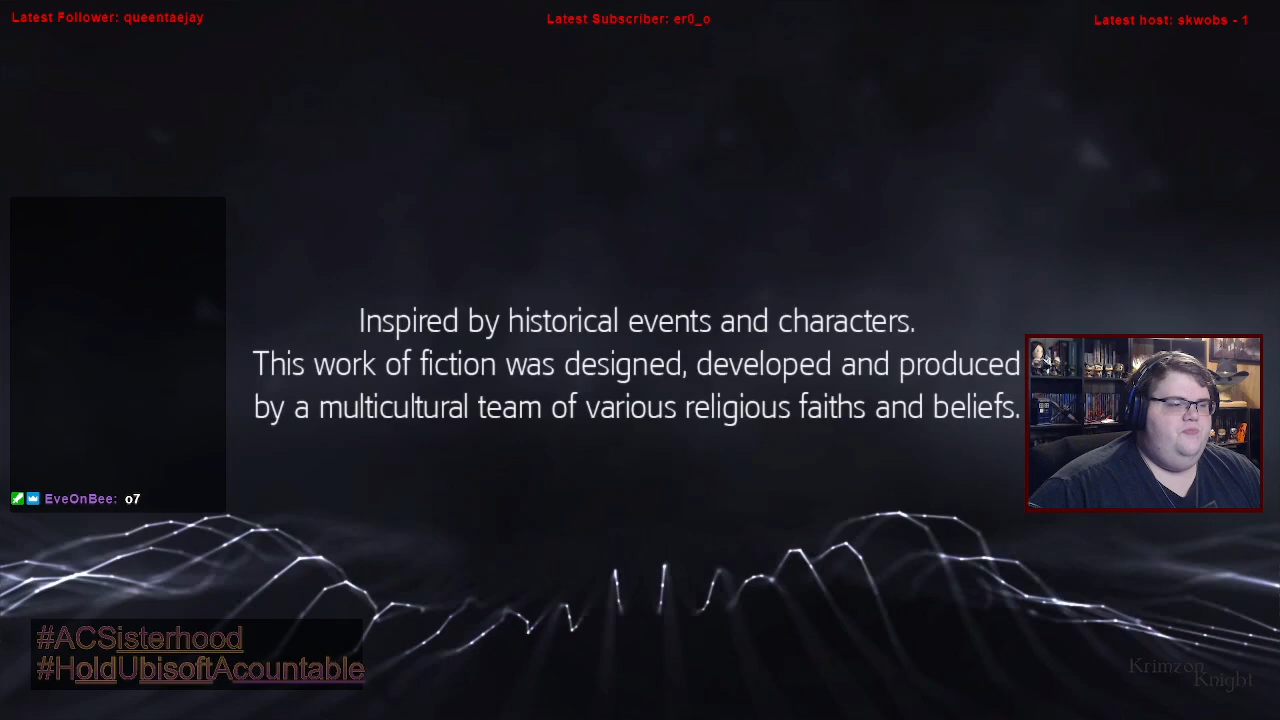 Latest Follower: queentaejay
Latest Subscriber: er0_o
Latest host: skwobs - 1
Inspired by historical events and characters.
This work of fiction was designed, developed and produced
by a multicultural team of various religious faiths and beliefs.
EveOnBee: o7
#ACSisterhood
#HoldUbisoftAcountable
Krimzon
Knight